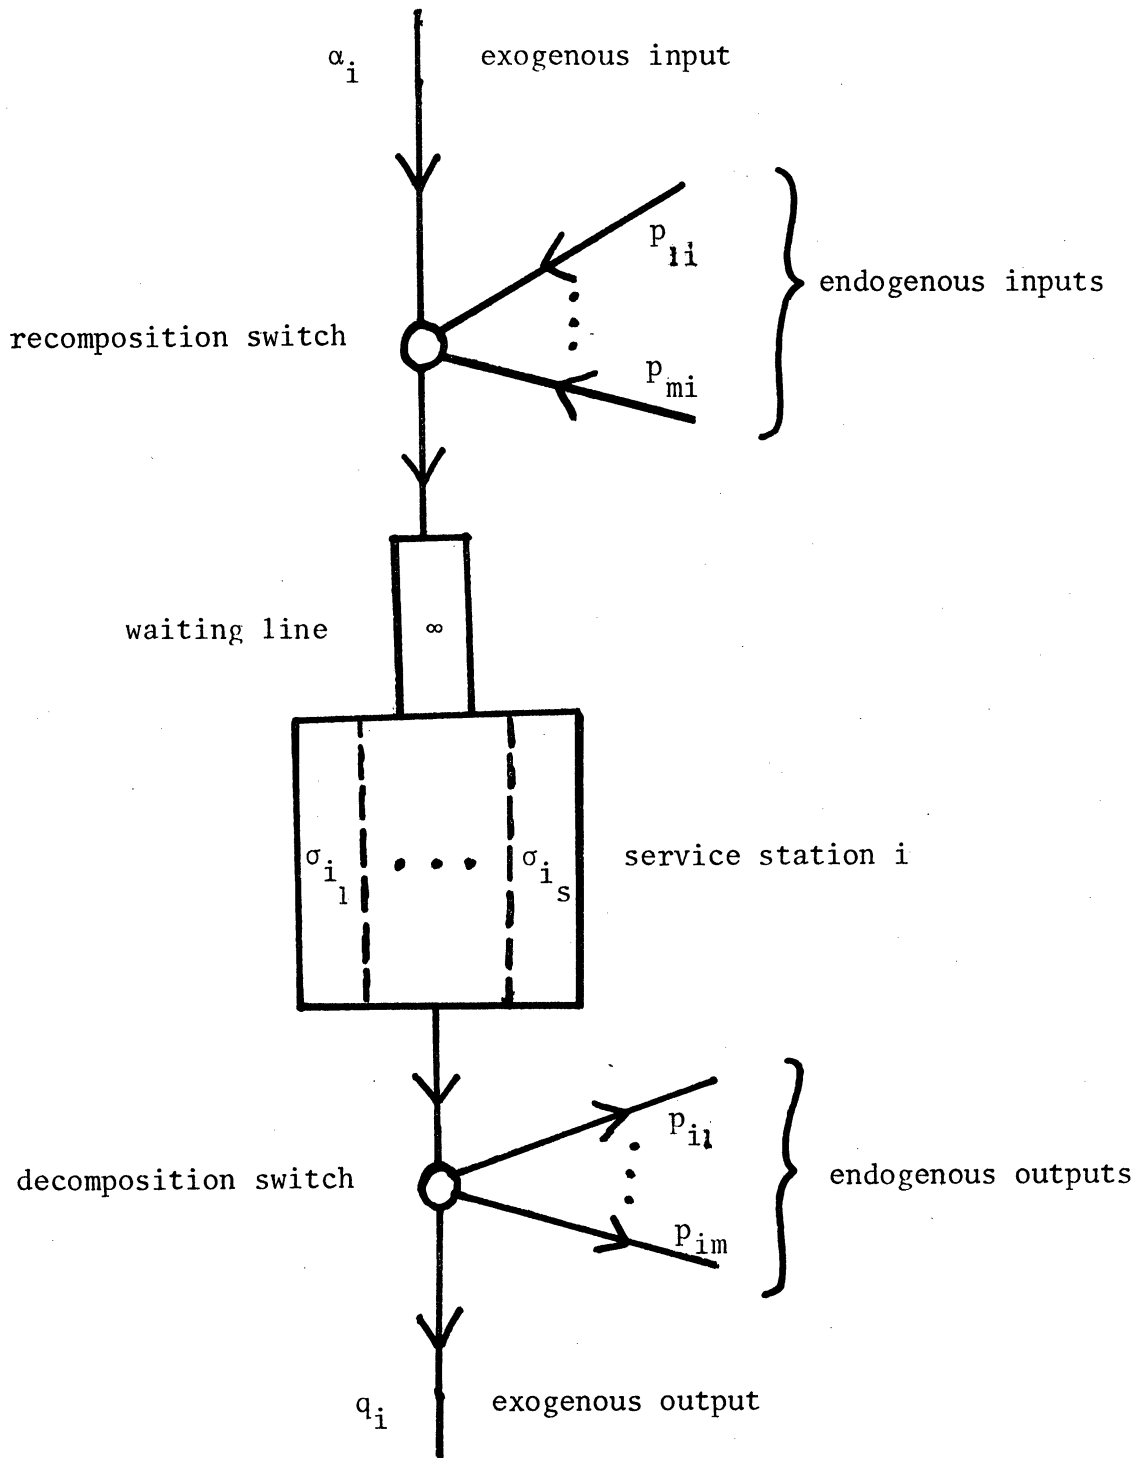 αᵢ exogenous input
p₁ᵢ
endogenous inputs
recomposition switch
pₘᵢ
waiting line ∞
σᵢ₁ • • • σᵢₛ service station i
pᵢ₁
decomposition switch
endogenous outputs
pᵢₘ
qᵢ exogenous output